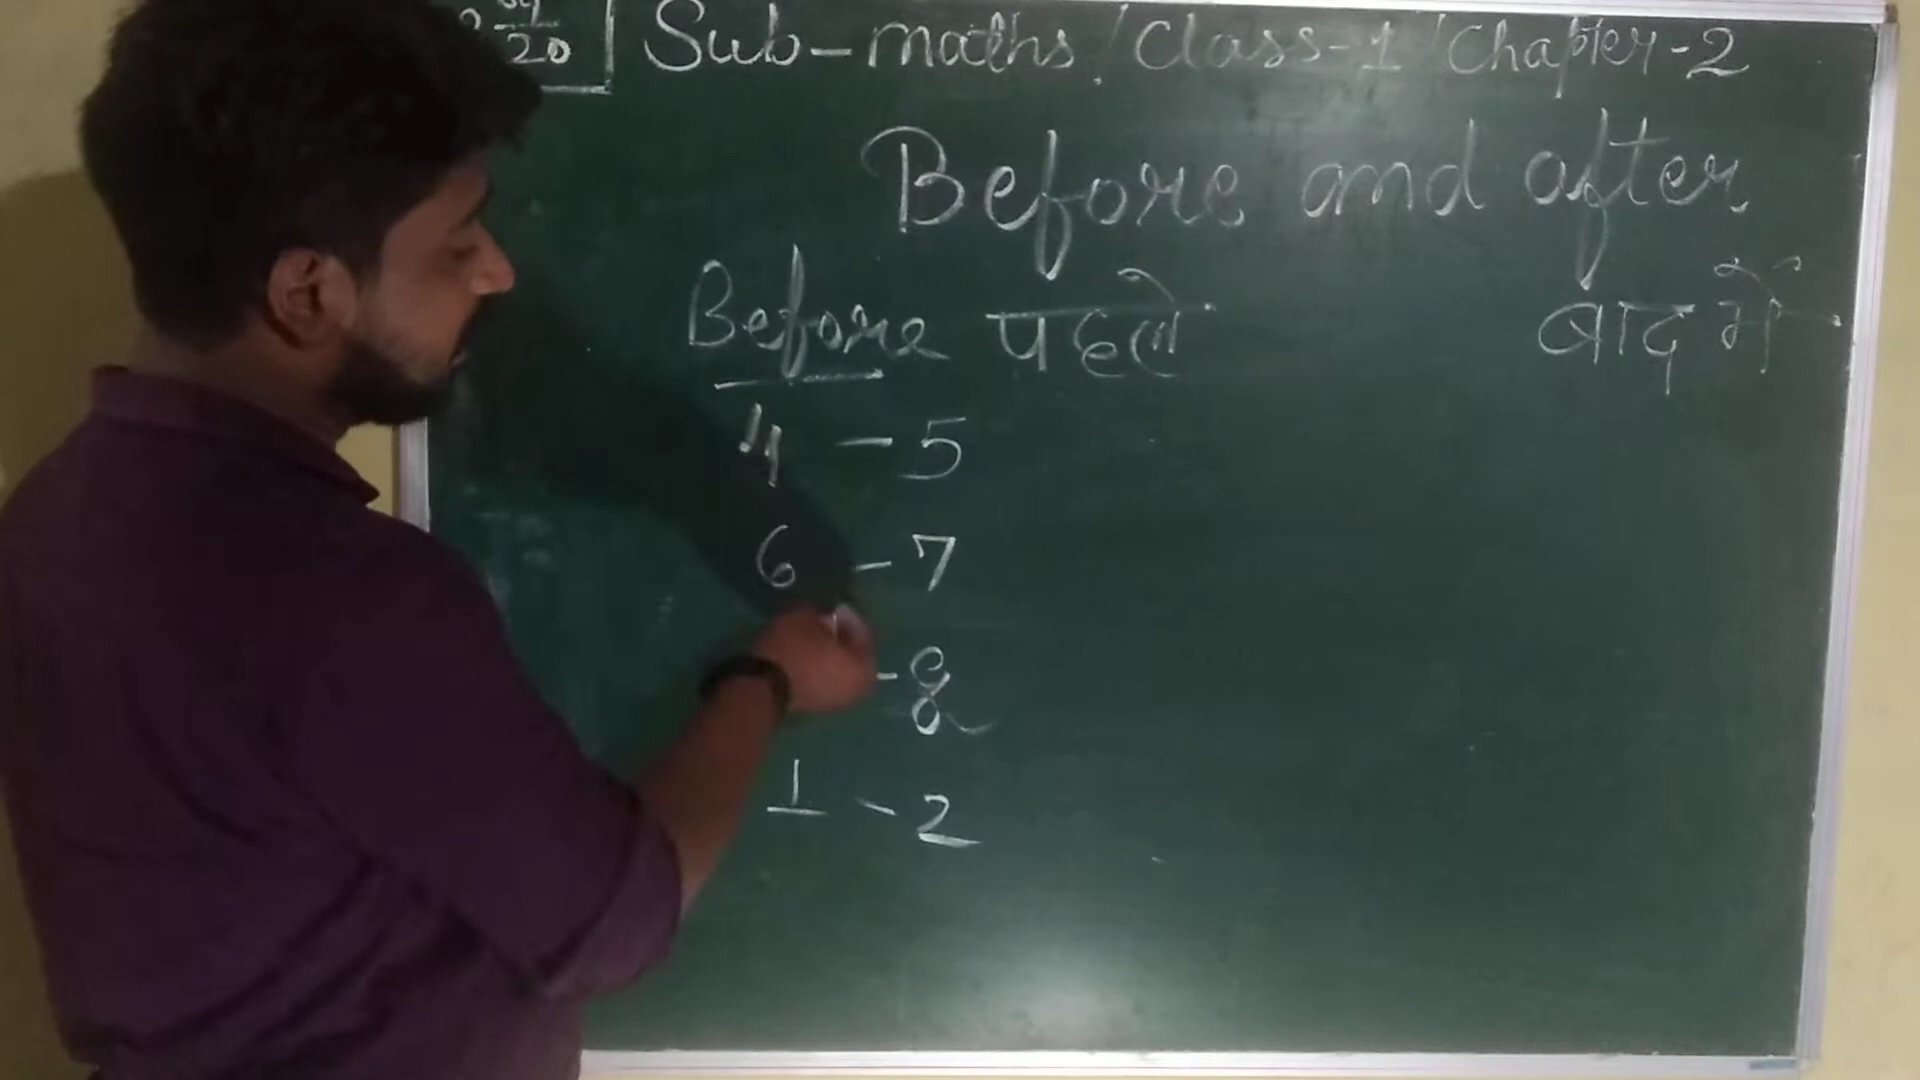 20 Sub-maths/Class-1/Chapter-2
Before and after
Before पहले बाद में
4 - 5
6 - 7
- 8
1 - 2